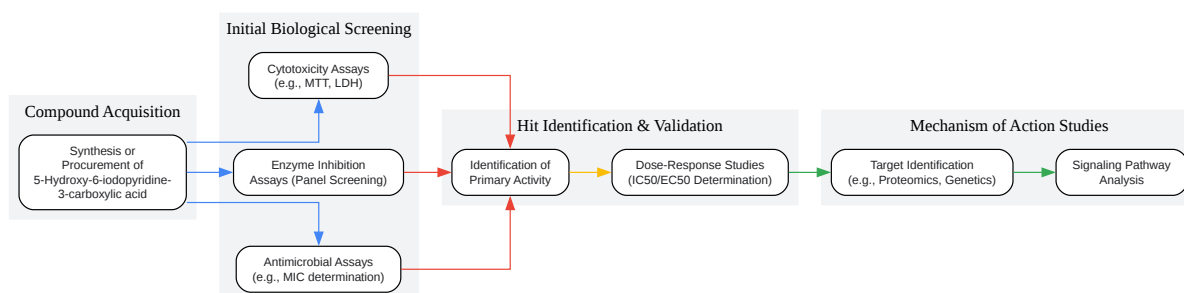 Compound Acquisition
Synthesis or
Procurement of
5-Hydroxy-6-iodopyridine-
3-carboxylic acid
Initial Biological Screening
Cytotoxicity Assays
(e.g., MTT, LDH)
Enzyme Inhibition
Assays (Panel Screening)
Antimicrobial Assays
(e.g., MIC determination)
Hit Identification & Validation
Identification of
Primary Activity
Dose-Response Studies
(IC50/EC50 Determination)
Mechanism of Action Studies
Target Identification
(e.g., Proteomics, Genetics)
Signaling Pathway
Analysis